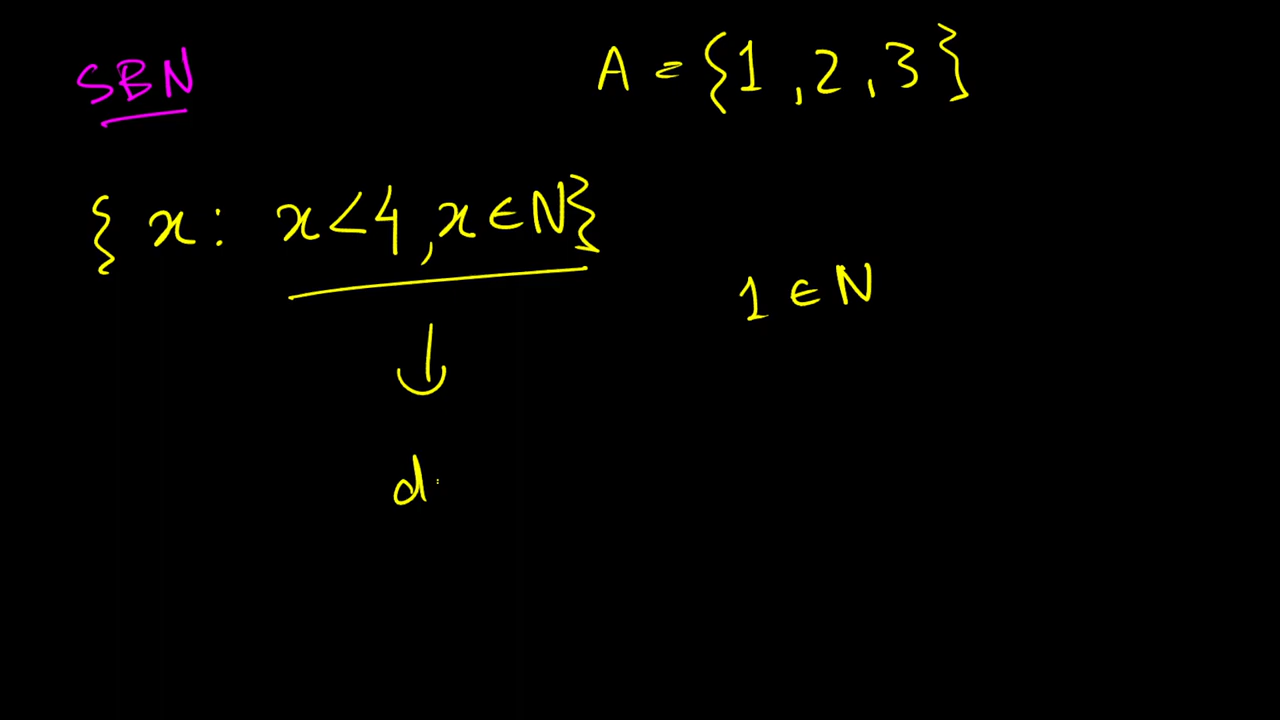 SBN
A = {1, 2, 3}
{ x: x<4, x∈N}
1 ∈ N
d